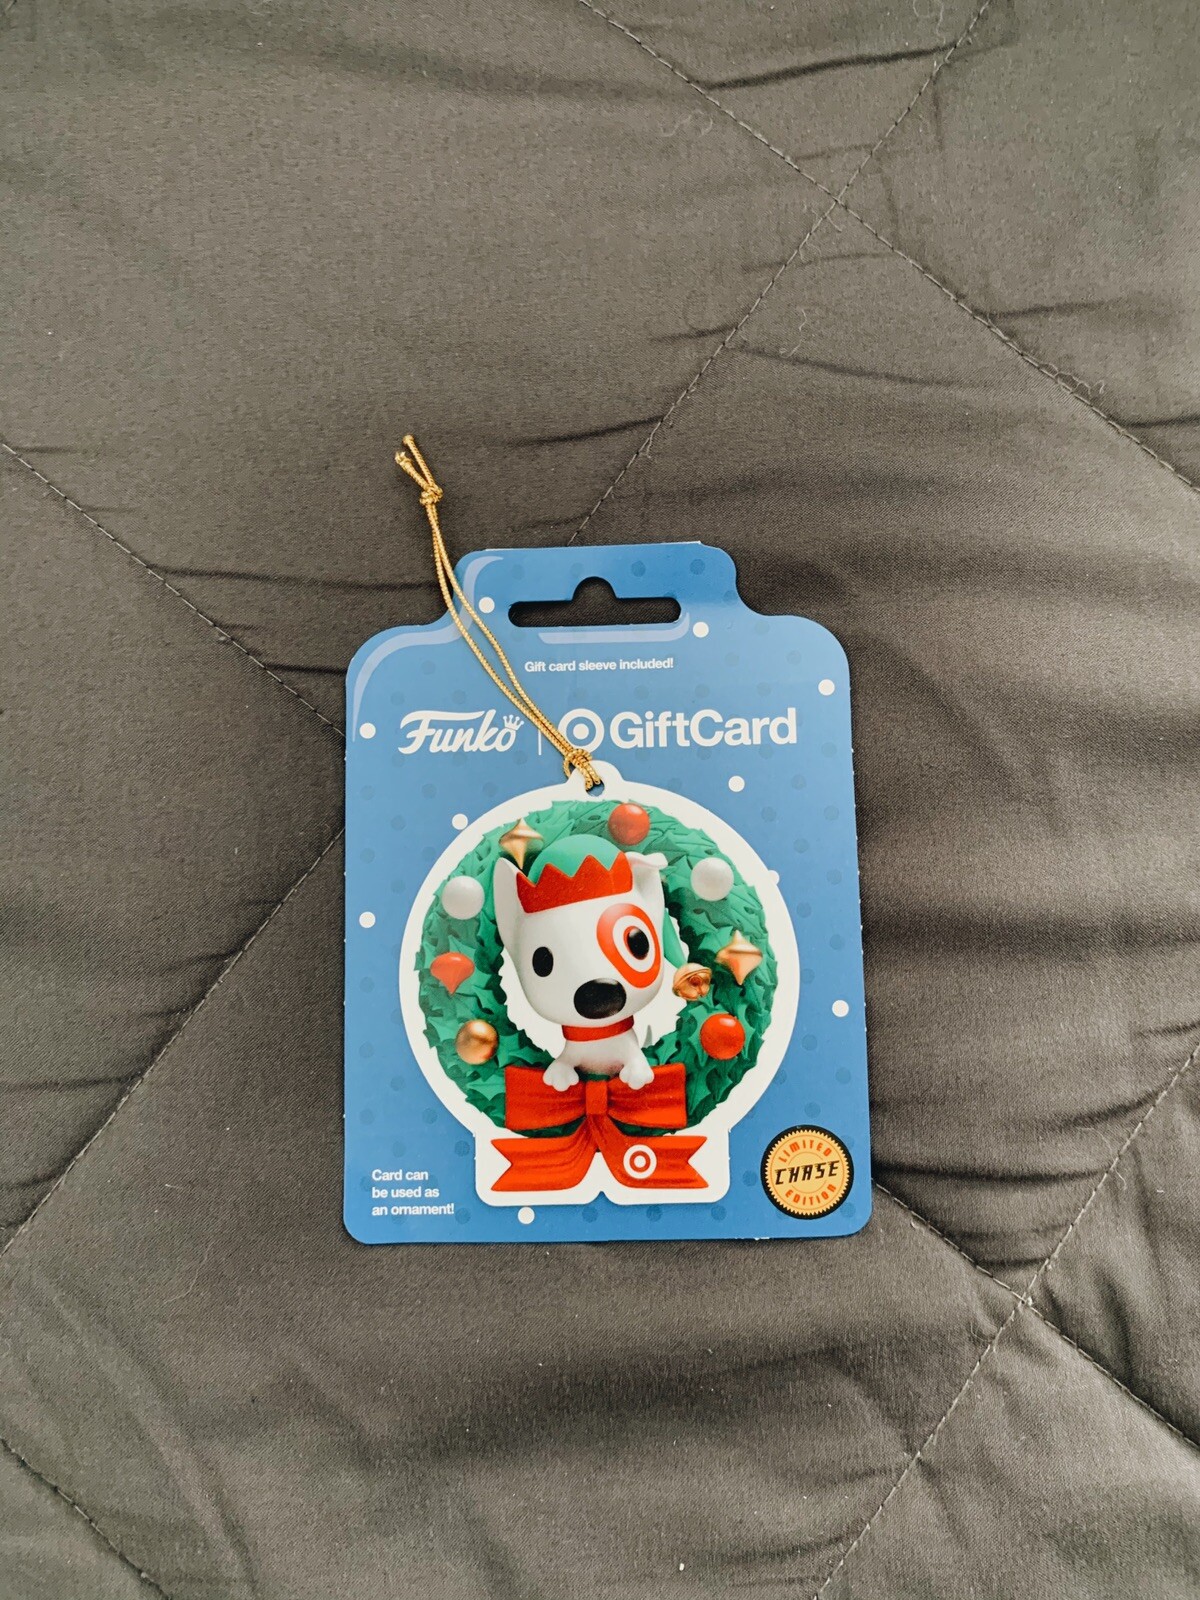 Gift card sleeve included!
Funko GiftCard
Card can
be used as
an ornament!
LIMITED
CHASE
EDITION